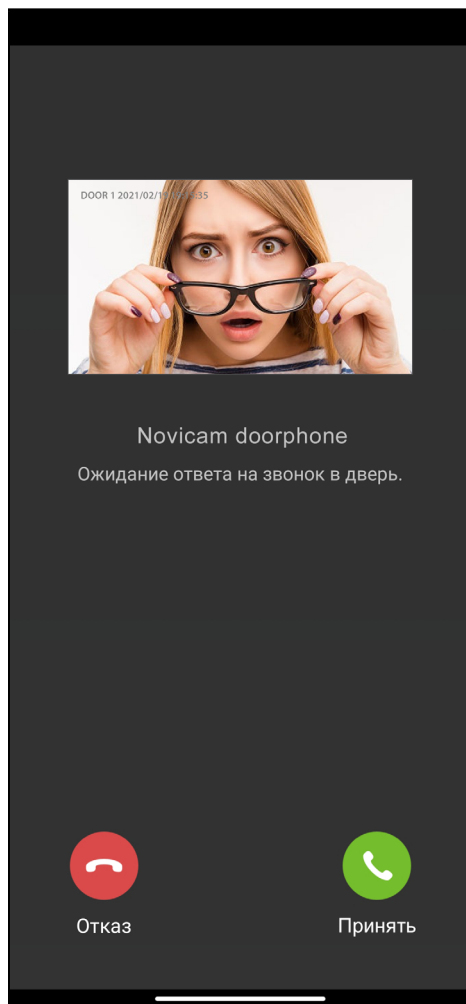 DOOR 1 2021/02/1
Novicam doorphone
Ожидание ответа на звонок в дверь.
Отказ
Принять